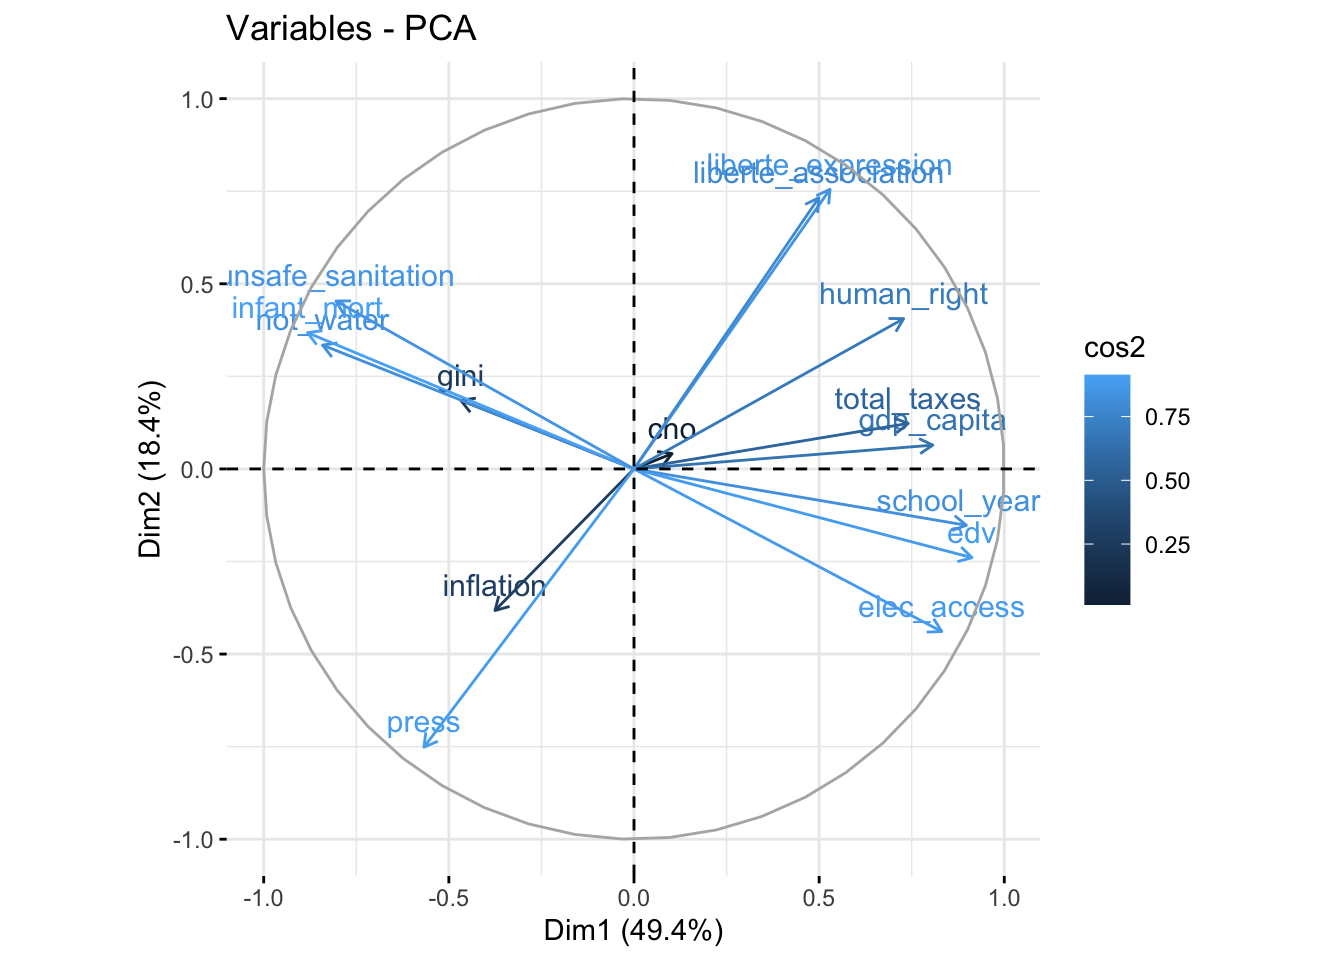 Variables - PCA
1.0
0.5
0.0
-0.5
-1.0
Dim2 (18.4%)
liberte_expression
liberte_association
unsafe_sanitation
infant_mort
not_water
human_right
gini
total_taxes
gdp_capita
cho
school_year
edv
elec_access
inflation
press
-1.0
-0.5
0.0
0.5
1.0
Dim1 (49.4%)
cos2
0.75
0.50
0.25